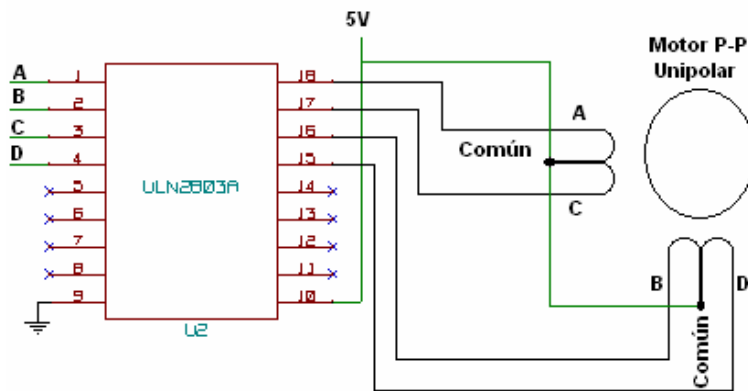 5V
Motor P-P
Unipolar
A
B
C
D
1
2
3
4
5
6
7
8
9
18
17
16
15
14
13
12
11
10
ULN2803A
U2
A
Común
C
B
D
Común